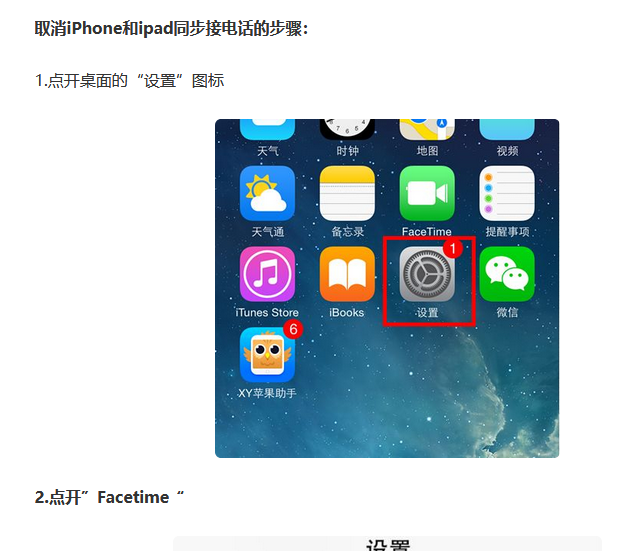 取消iPhone和ipad同步接电话的步骤：
1.点开桌面的“设置”图标
天气 时钟 地图 视频
7 6 5
天气通 备忘录 FaceTime 提醒事项
1
iTunes Store iBooks 设置 微信
6
XY苹果助手
2.点开”Facetime“
设置